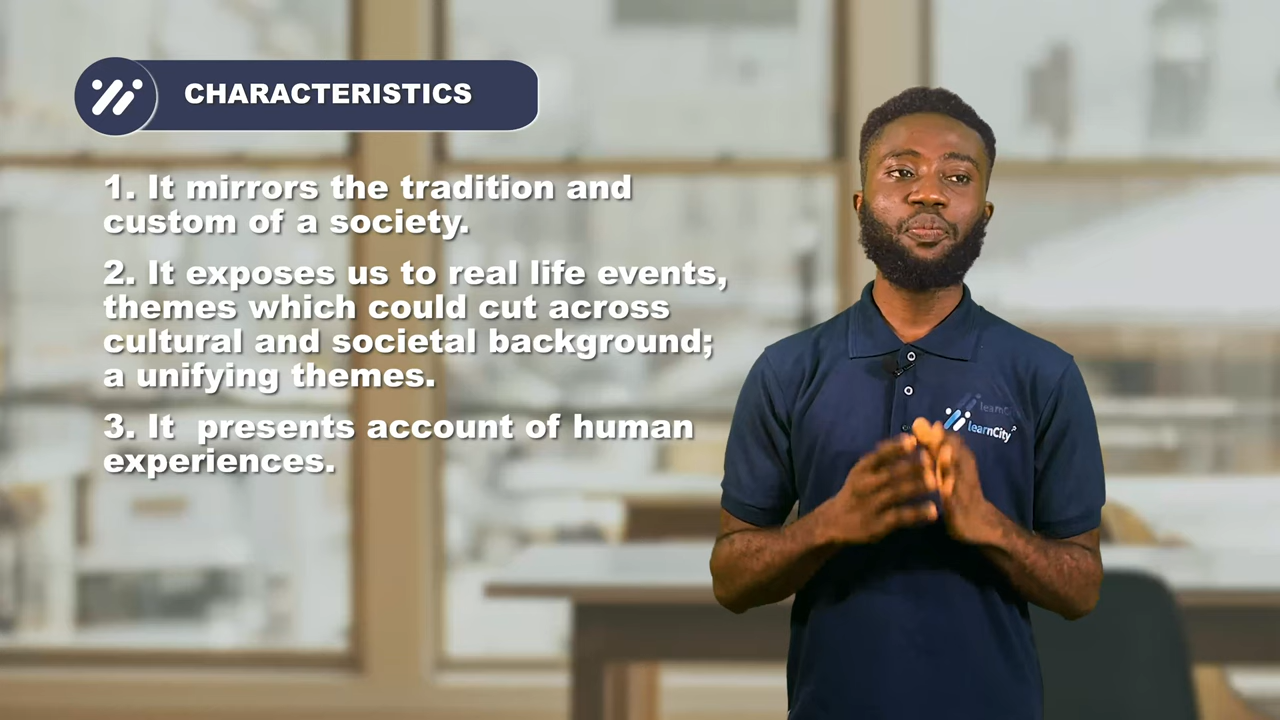 CHARACTERISTICS
1. It mirrors the tradition and
custom of a society.
2. It exposes us to real life events,
themes which could cut across
cultural and societal background;
a unifying themes.
3. It  presents account of human
experiences.
learnCity